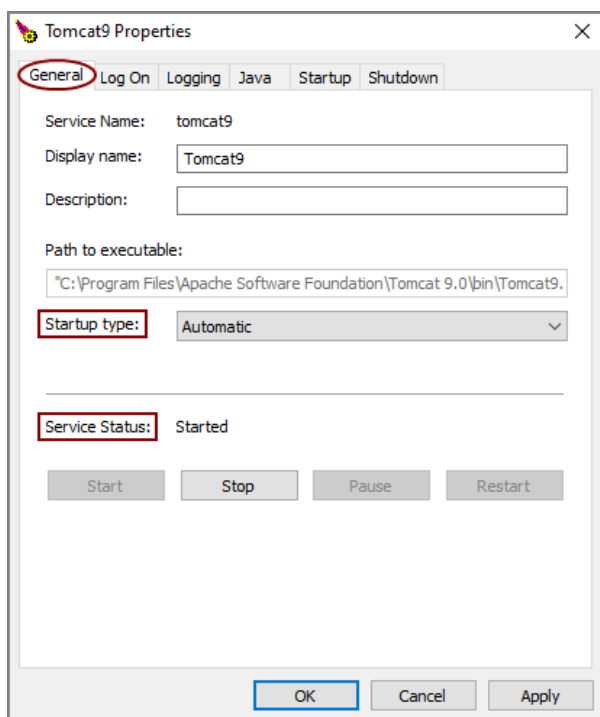 Tomcat9 Properties
General Log On Logging Java Startup Shutdown
Service Name: tomcat9
Display name: Tomcat9
Description:
Path to executable:
"C:\Program Files\Apache Software Foundation\Tomcat 9.0\bin\Tomcat9.
Startup type: Automatic
Service Status: Started
Start Stop Pause Restart
OK Cancel Apply